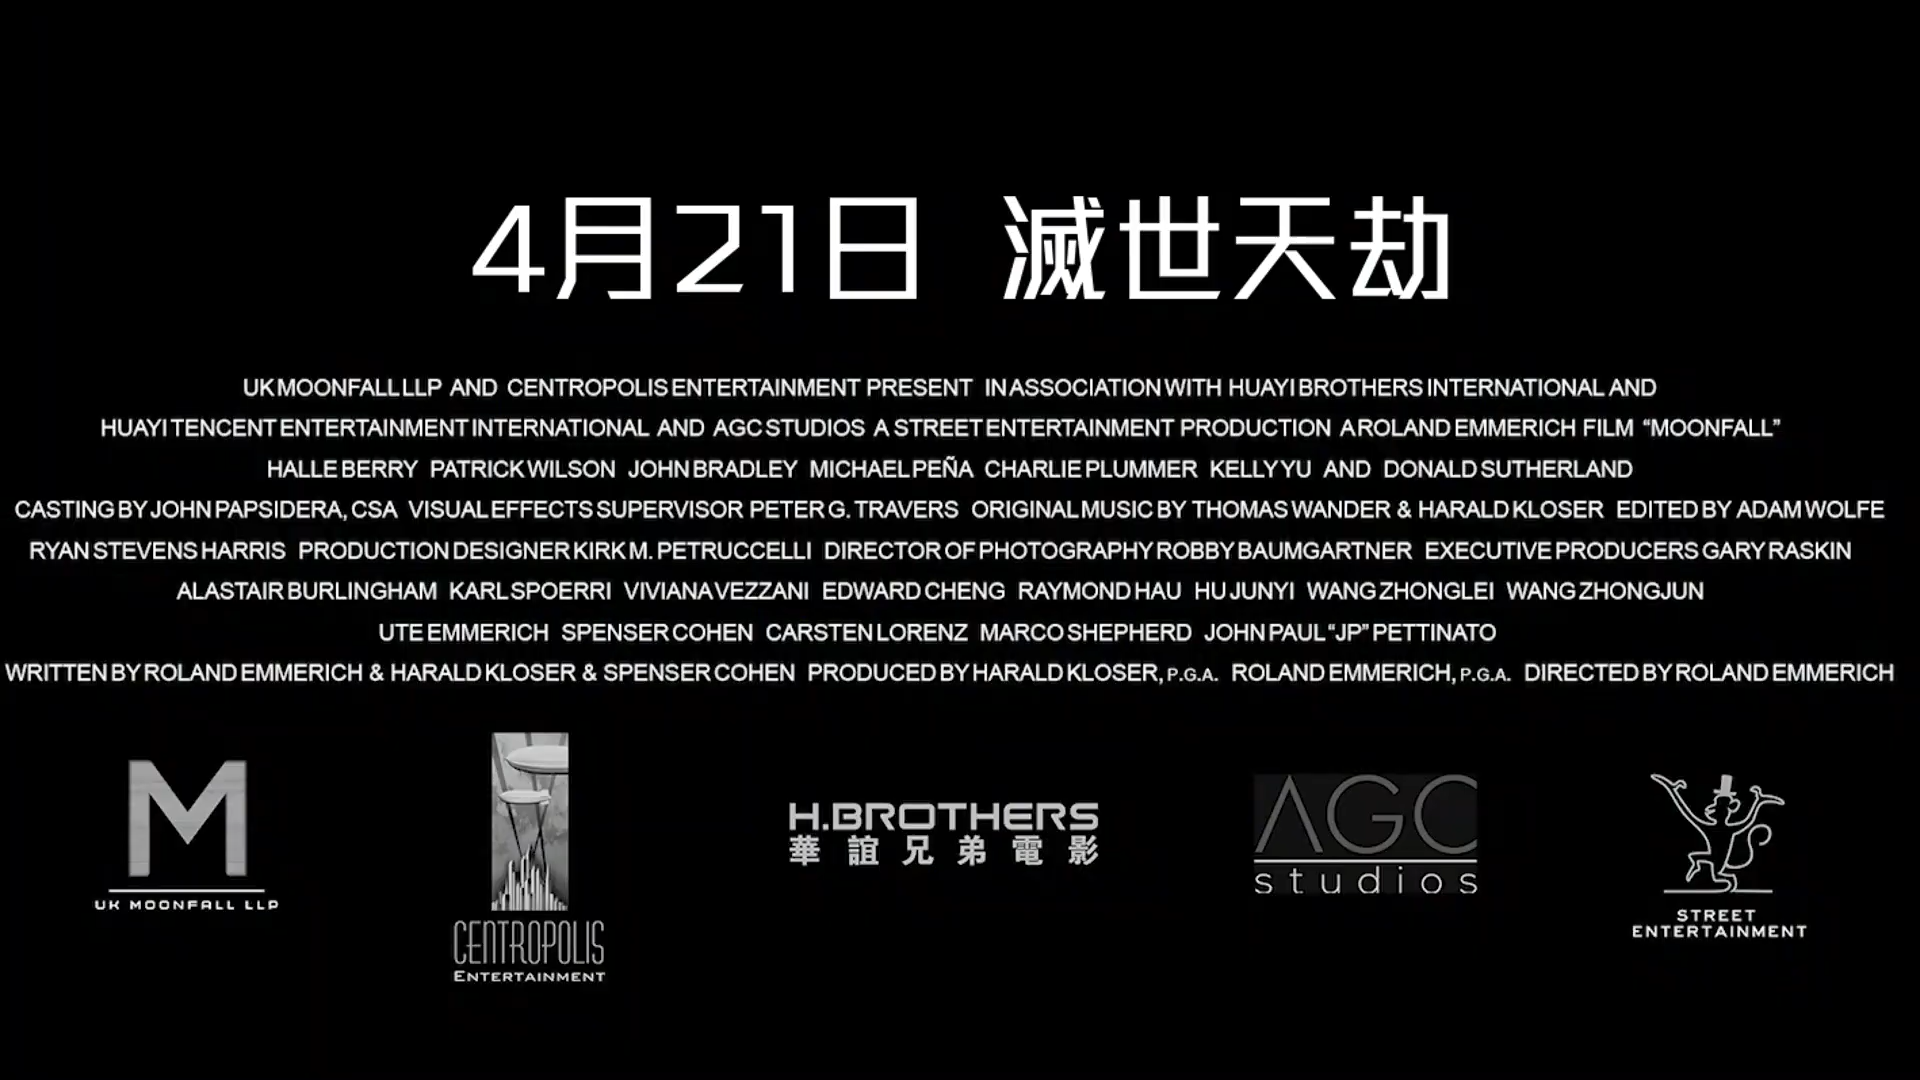 4月21日 滅世天劫
UK MOONFALL LLP AND CENTROPOLIS ENTERTAINMENT PRESENT IN ASSOCIATION WITH HUAYI BROTHERS INTERNATIONAL AND
HUAYI TENCENT ENTERTAINMENT INTERNATIONAL AND AGC STUDIOS A STREET ENTERTAINMENT PRODUCTION A ROLAND EMMERICH FILM “MOONFALL”
HALLE BERRY PATRICK WILSON JOHN BRADLEY MICHAEL PEÑA CHARLIE PLUMMER KELLY YU AND DONALD SUTHERLAND
CASTING BY JOHN PAPSIDERA, CSA VISUAL EFFECTS SUPERVISOR PETER G. TRAVERS ORIGINAL MUSIC BY THOMAS WANDER & HARALD KLOSER EDITED BY ADAM WOLFE
RYAN STEVENS HARRIS PRODUCTION DESIGNER KIRK M. PETRUCCELLI DIRECTOR OF PHOTOGRAPHY ROBBY BAUMGARTNER EXECUTIVE PRODUCERS GARY RASKIN
ALASTAIR BURLINGHAM KARL SPOERRI VIVIANA VEZZANI EDWARD CHENG RAYMOND HAU HU JUNYI WANG ZHONGLEI WANG ZHONGJUN
UTE EMMERICH SPENSER COHEN CARSTEN LORENZ MARCO SHEPHERD JOHN PAUL “JP” PETTINATO
WRITTEN BY ROLAND EMMERICH & HARALD KLOSER & SPENSER COHEN PRODUCED BY HARALD KLOSER, P.G.A. ROLAND EMMERICH, P.G.A. DIRECTED BY ROLAND EMMERICH
M
UK MOONFALL LLP
CENTROPOLIS
ENTERTAINMENT
H.BROTHERS
華誼兄弟電影
AGC
studios
STREET
ENTERTAINMENT